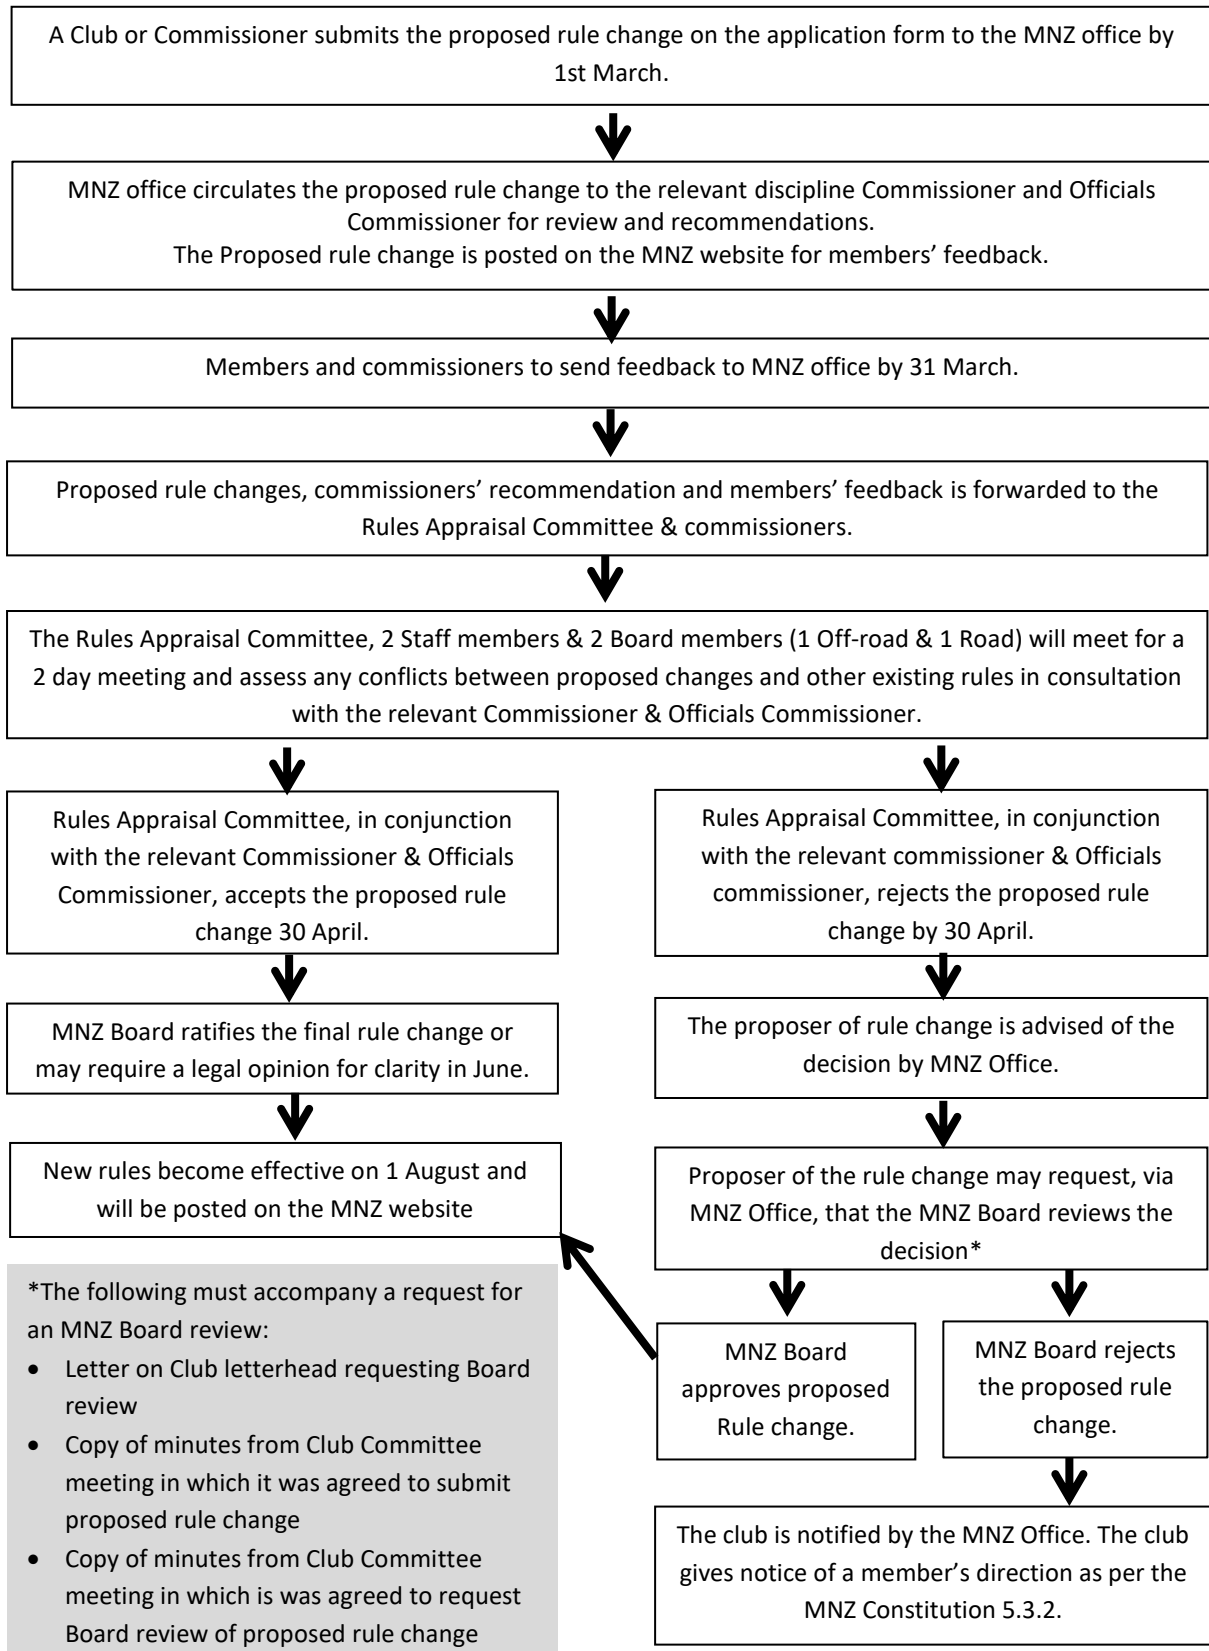 A Club or Commissioner submits the proposed rule change on the application form to the MNZ office by
1st March.
MNZ office circulates the proposed rule change to the relevant discipline Commissioner and Officials
Commissioner for review and recommendations.
The Proposed rule change is posted on the MNZ website for members’ feedback.
Members and commissioners to send feedback to MNZ office by 31 March.
Proposed rule changes, commissioners’ recommendation and members’ feedback is forwarded to the
Rules Appraisal Committee & commissioners.
The Rules Appraisal Committee, 2 Staff members & 2 Board members (1 Off-road & 1 Road) will meet for a
2 day meeting and assess any conflicts between proposed changes and other existing rules in consultation
with the relevant Commissioner & Officials Commissioner.
Rules Appraisal Committee, in conjunction
with the relevant Commissioner & Officials
Commissioner, accepts the proposed rule
change 30 April.
MNZ Board ratifies the final rule change or
may require a legal opinion for clarity in June.
New rules become effective on 1 August and
will be posted on the MNZ website
Rules Appraisal Committee, in conjunction
with the relevant commissioner & Officials
commissioner, rejects the proposed rule
change by 30 April.
The proposer of rule change is advised of the
decision by MNZ Office.
Proposer of the rule change may request, via
MNZ Office, that the MNZ Board reviews the
decision*
MNZ Board
approves proposed
Rule change.
MNZ Board rejects
the proposed rule
change.
The club is notified by the MNZ Office. The club
gives notice of a member’s direction as per the
MNZ Constitution 5.3.2.
*The following must accompany a request for
an MNZ Board review:
• Letter on Club letterhead requesting Board
review
• Copy of minutes from Club Committee
meeting in which it was agreed to submit
proposed rule change
• Copy of minutes from Club Committee
meeting in which is was agreed to request
Board review of proposed rule change